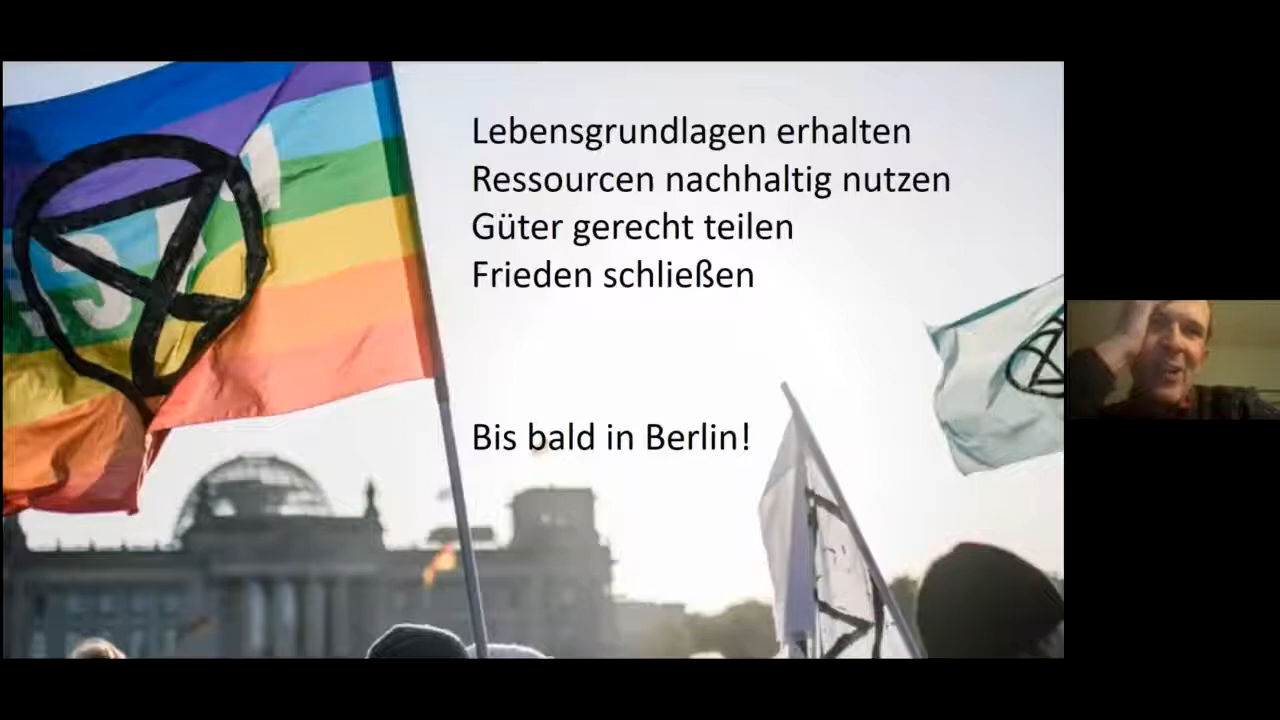 Lebensgrundlagen erhalten
Ressourcen nachhaltig nutzen
Güter gerecht teilen
Frieden schließen
Bis bald in Berlin!